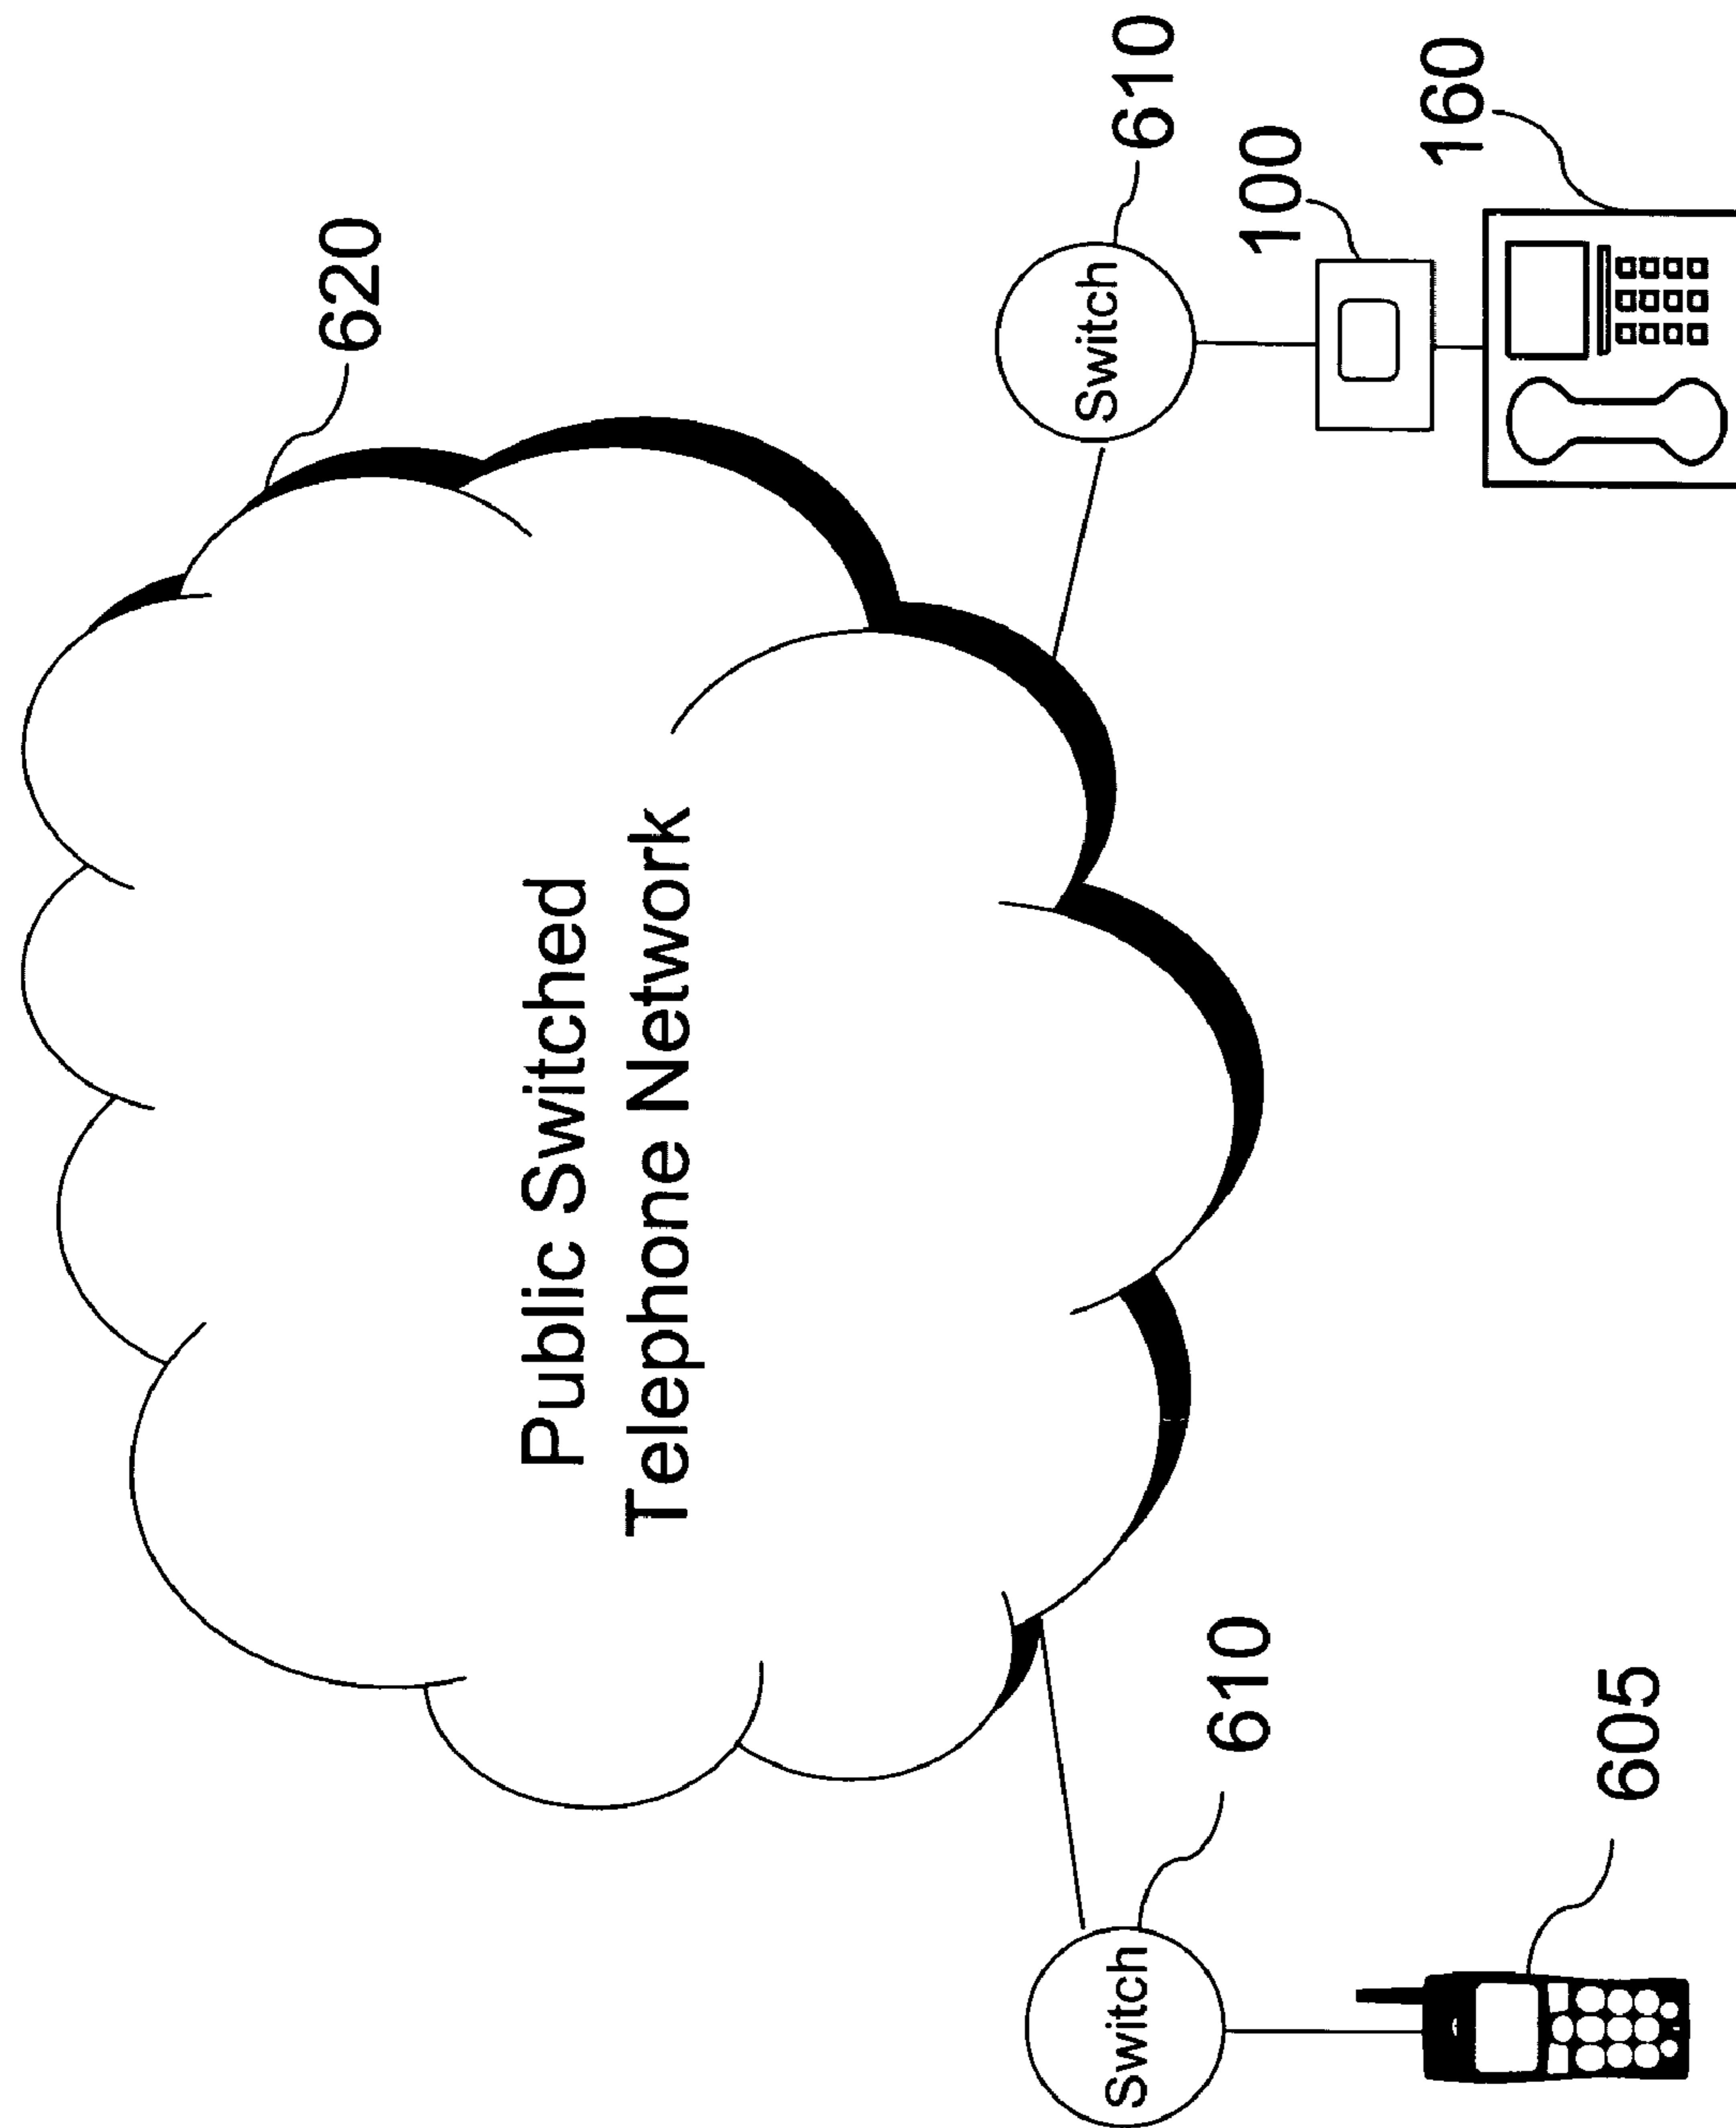 620
Public Switched
Telephone Network
Switch
610
100
160
Switch
610
605